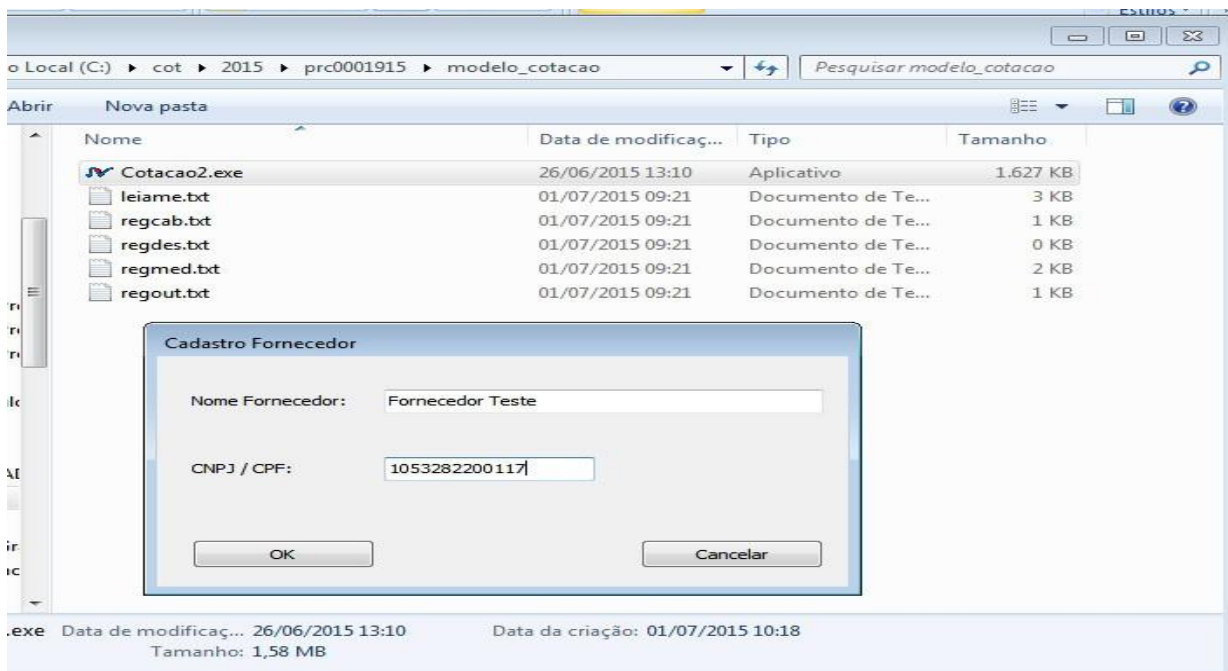 Estilos
o Local (C:) ▸ cot ▸ 2015 ▸ prc0001915 ▸ modelo_cotacao Pesquisar modelo_cotacao
Abrir Nova pasta
Nome Data de modificaç... Tipo Tamanho
Cotacao2.exe 26/06/2015 13:10 Aplicativo 1.627 KB
leiame.txt 01/07/2015 09:21 Documento de Te... 3 KB
regcab.txt 01/07/2015 09:21 Documento de Te... 1 KB
regdes.txt 01/07/2015 09:21 Documento de Te... 0 KB
regmed.txt 01/07/2015 09:21 Documento de Te... 2 KB
regout.txt 01/07/2015 09:21 Documento de Te... 1 KB
Cadastro Fornecedor
Nome Fornecedor: Fornecedor Teste
CNPJ / CPF: 1053282200117
OK Cancelar
.exe Data de modificaç... 26/06/2015 13:10 Data da criação: 01/07/2015 10:18
Tamanho: 1,58 MB